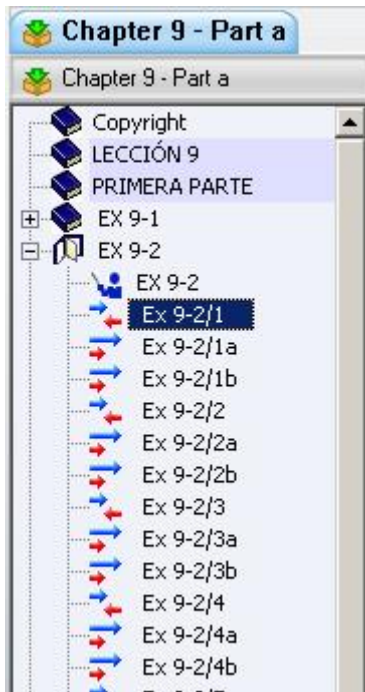 Chapter 9 - Part a
Chapter 9 - Part a
Copyright
LECCIÓN 9
PRIMERA PARTE
EX 9-1
EX 9-2
EX 9-2
Ex 9-2/1
Ex 9-2/1a
Ex 9-2/1b
Ex 9-2/2
Ex 9-2/2a
Ex 9-2/2b
Ex 9-2/3
Ex 9-2/3a
Ex 9-2/3b
Ex 9-2/4
Ex 9-2/4a
Ex 9-2/4b